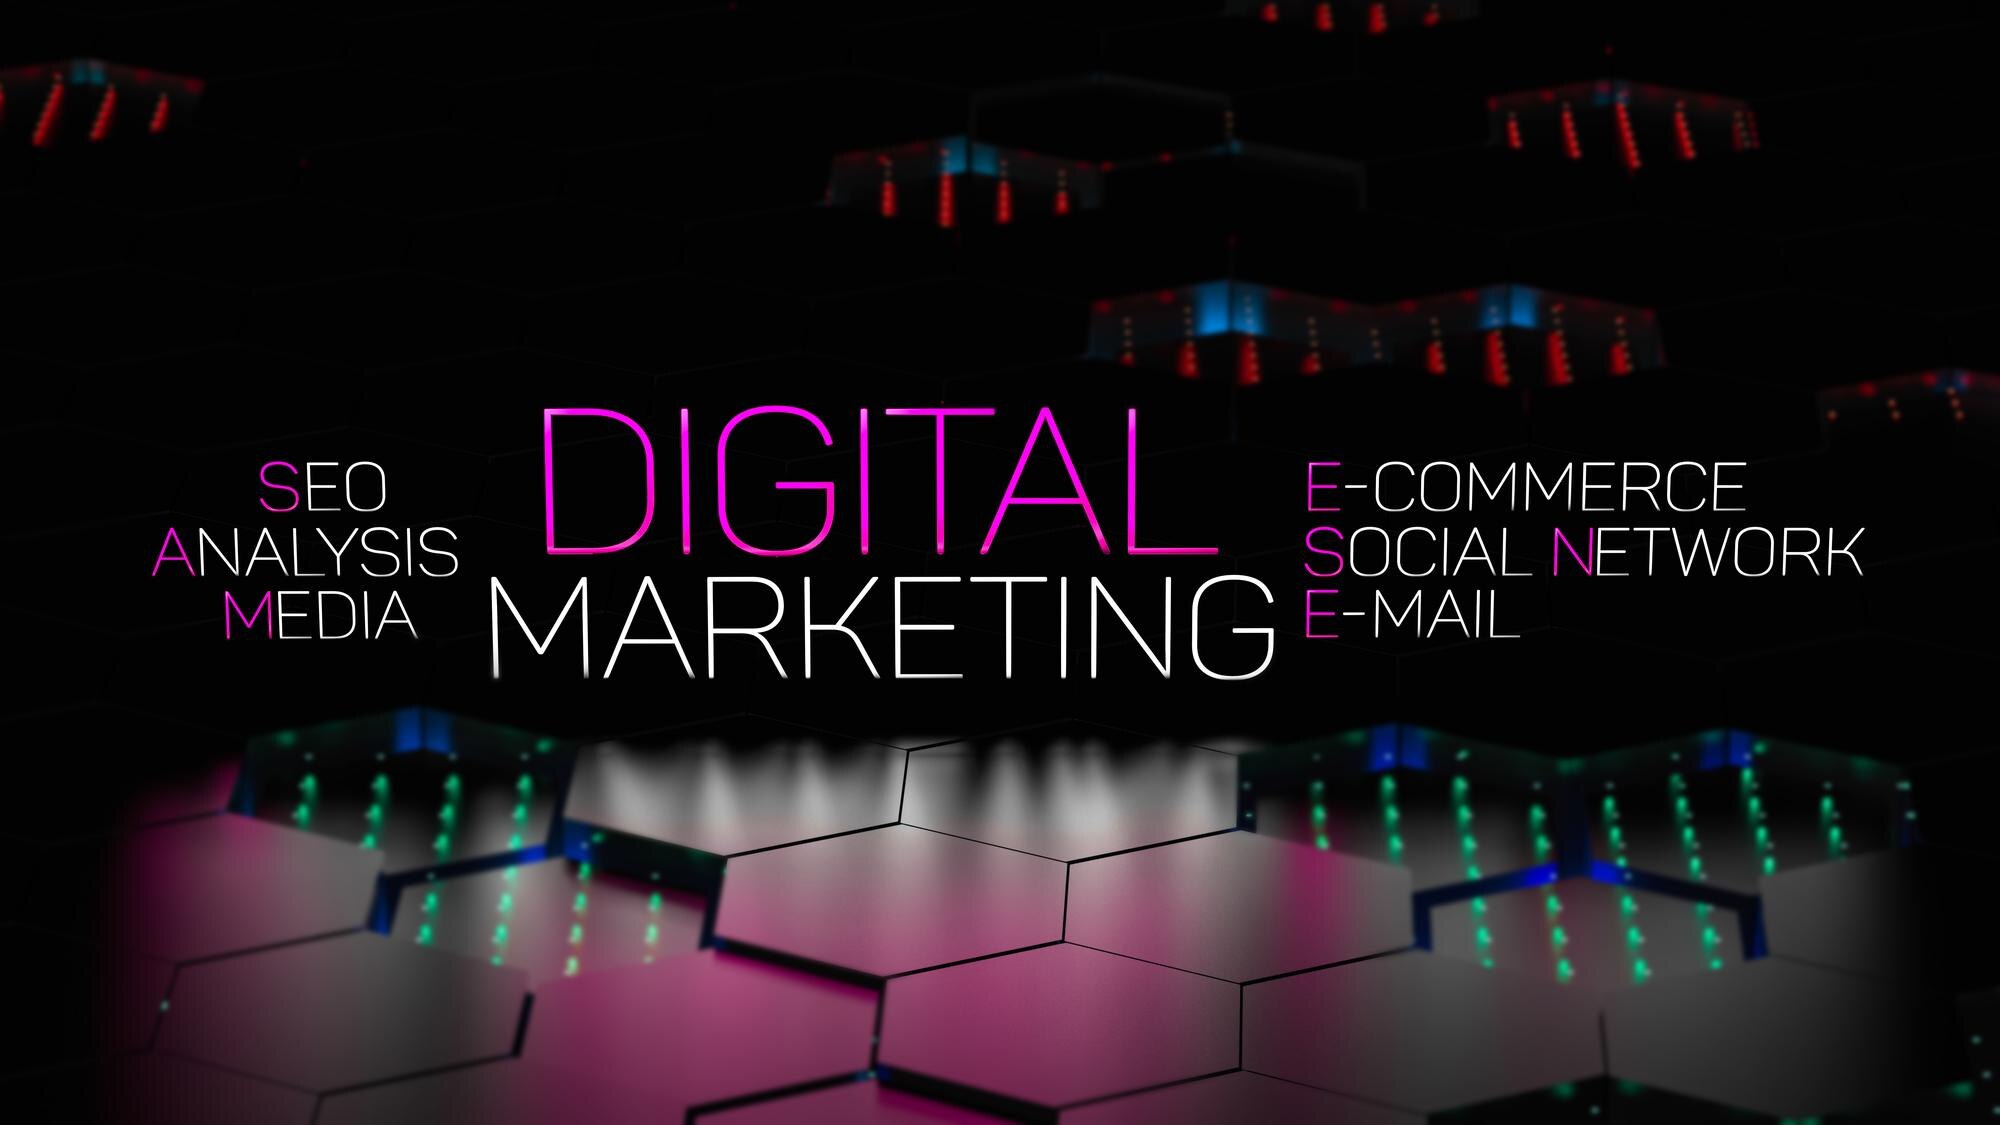 SEO
ANALYSIS
MEDIA
DIGITAL
MARKETING
E-COMMERCE
SOCIAL NETWORK
E-MAIL